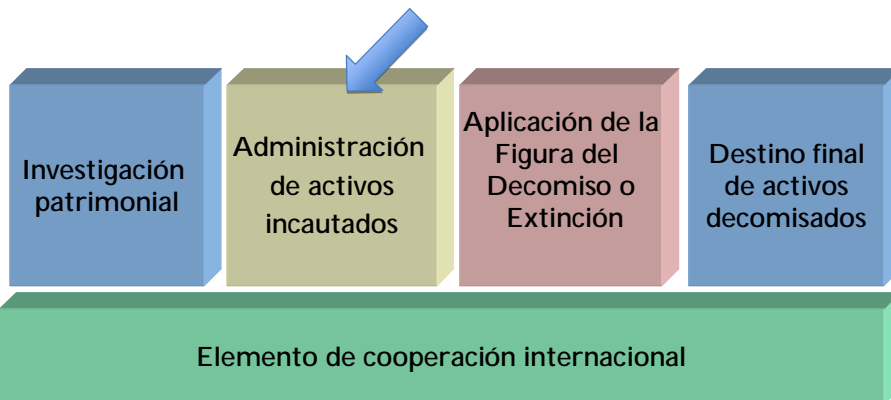 Investigación
patrimonial
Administración
de activos
incautados
Aplicación de la
Figura del
Decomiso o
Extinción
Destino final
de activos
decomisados
Elemento de cooperación internacional